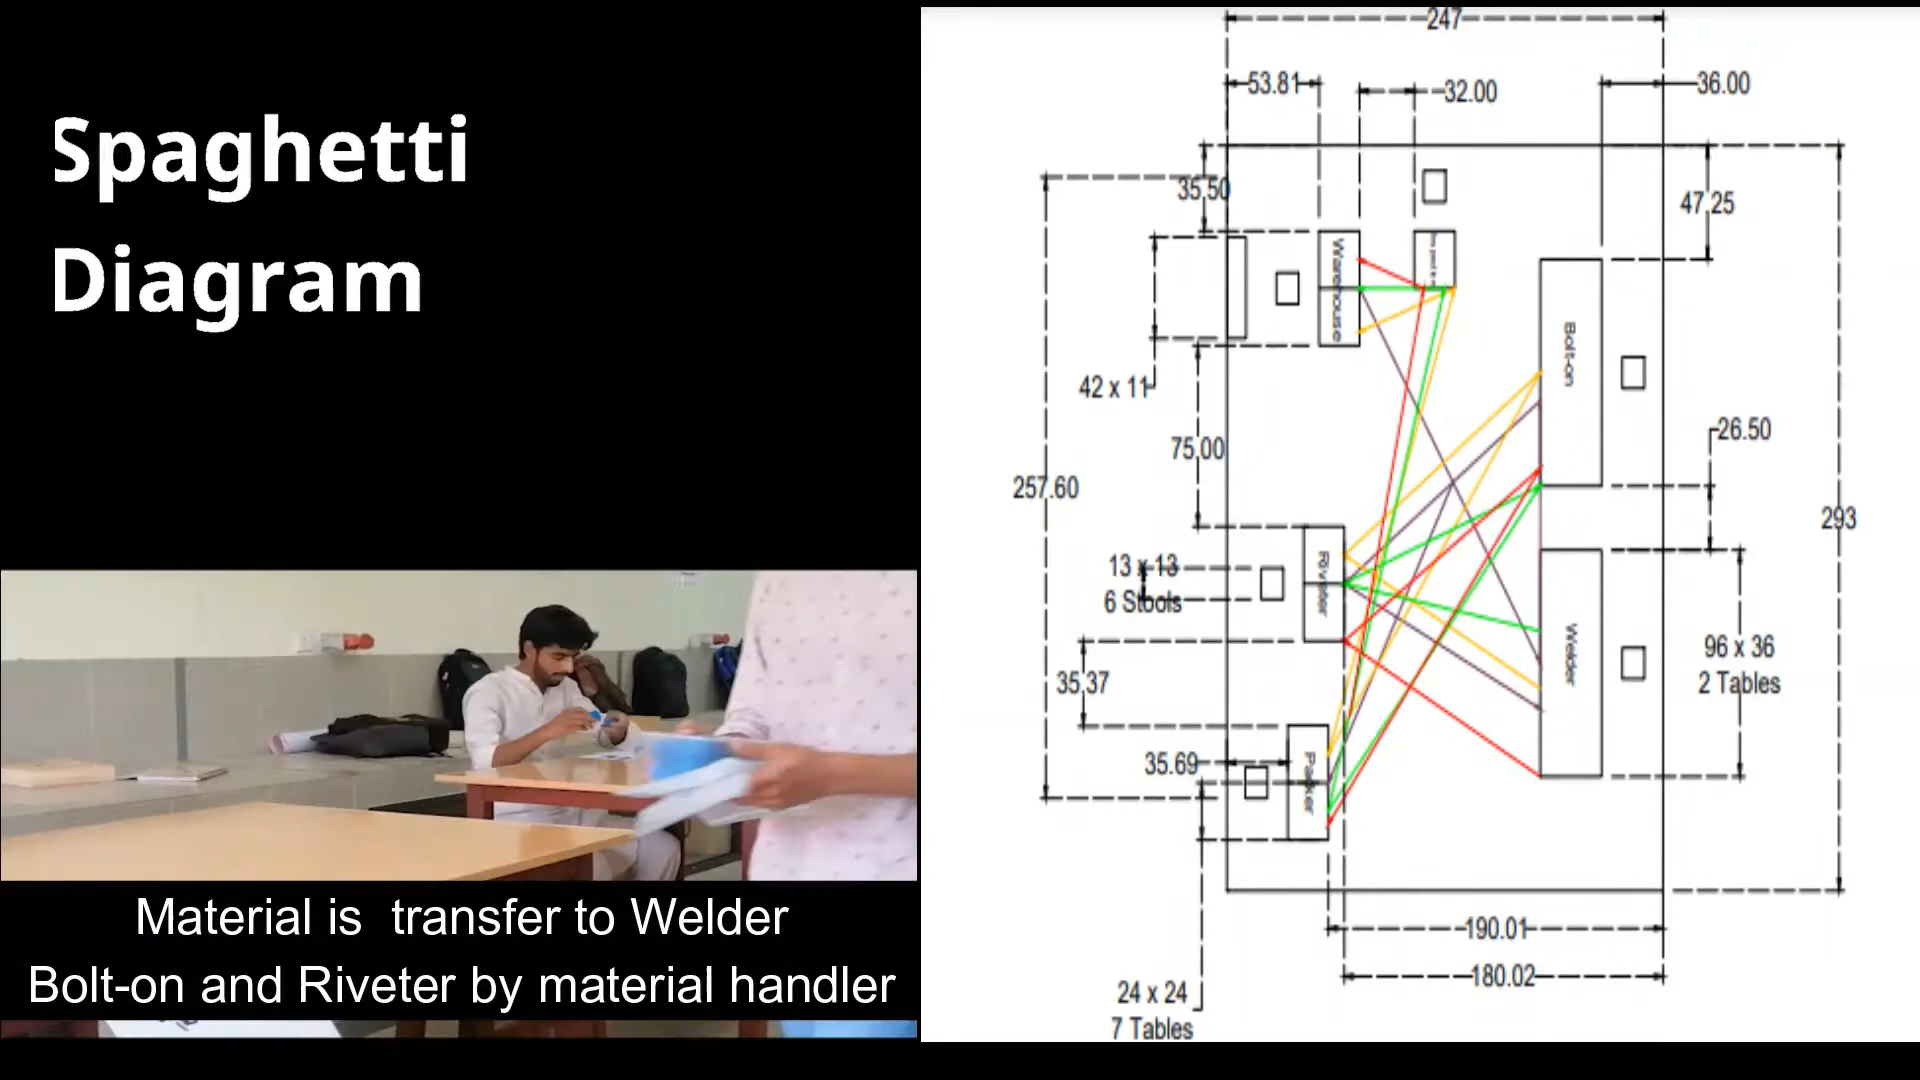 Spaghetti
Diagram
Material is transfer to Welder
Bolt-on and Riveter by material handler
247
53.81
32.00
36.00
35.50
47.25
Warehouse
Bolt-on
42 x 11
75.00
26.50
257.60
293
13 x 13
6 Stools
Riveter
Welder
96 x 36
2 Tables
35.37
35.69
Packer
190.01
180.02
24 x 24
7 Tables